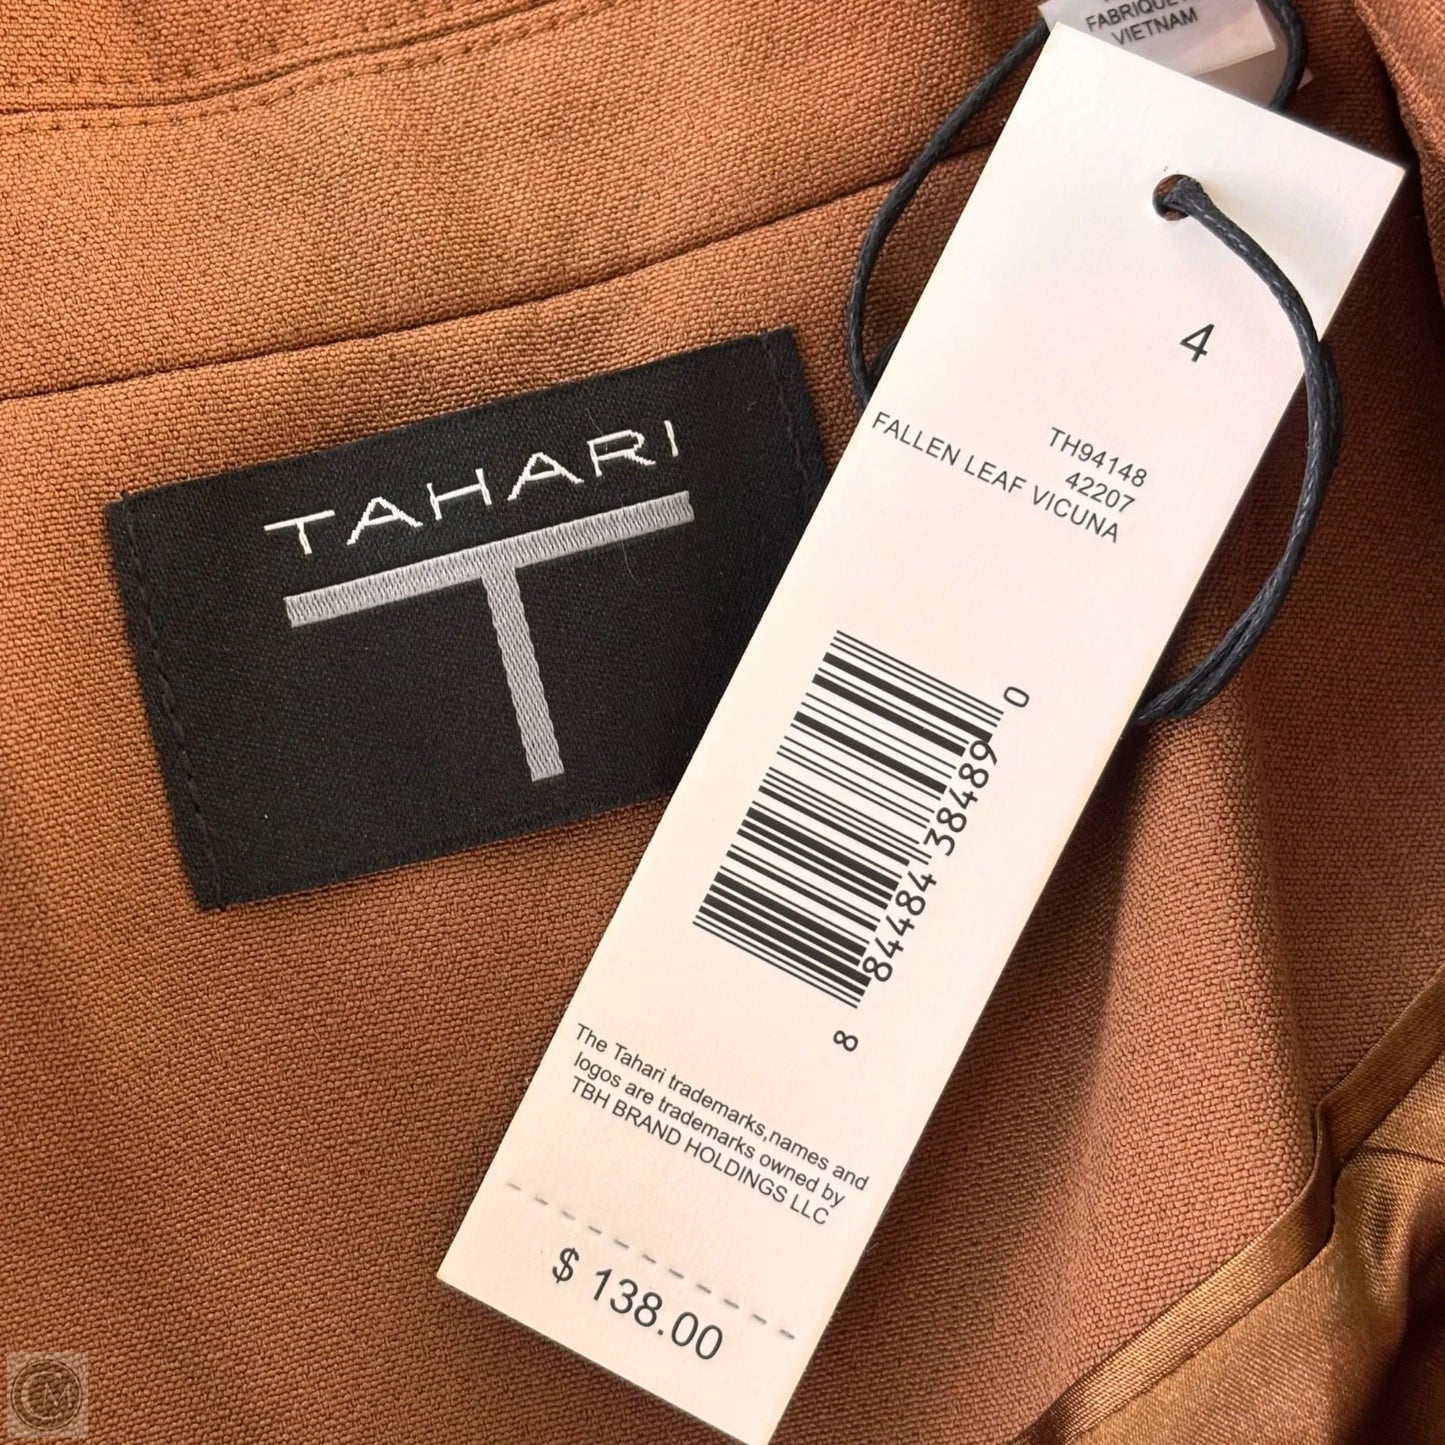 FABRIQUÉ
VIETNAM
TAHARI
T
4
TH94148
42207
FALLEN LEAF VICUNA
8 84484 38489 0
The Tahari trademarks,names and
logos are trademarks owned by
TBH BRAND HOLDINGS LLC
$ 138.00